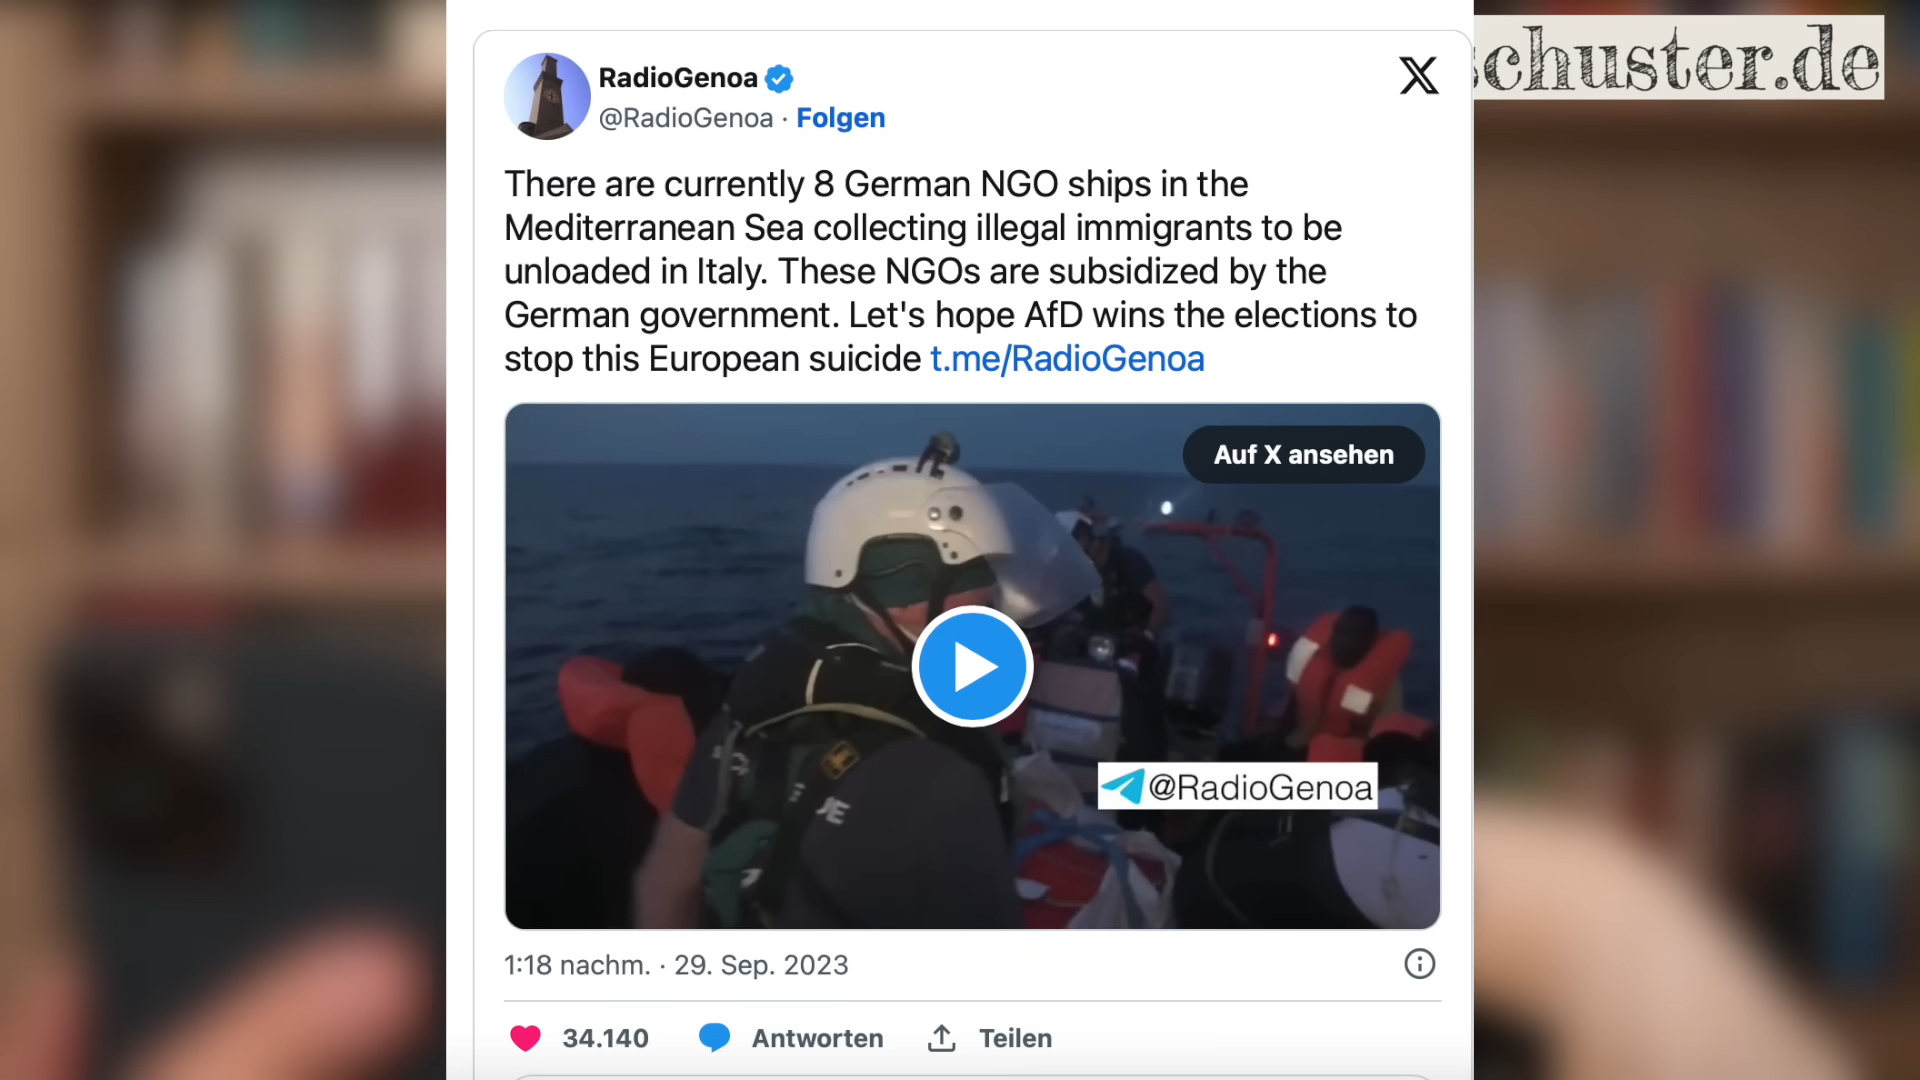 schuster.de
RadioGenoa
@RadioGenoa · Folgen
There are currently 8 German NGO ships in the
Mediterranean Sea collecting illegal immigrants to be
unloaded in Italy. These NGOs are subsidized by the
German government. Let's hope AfD wins the elections to
stop this European suicide t.me/RadioGenoa
Auf X ansehen
@RadioGenoa
1:18 nachm. · 29. Sep. 2023
34.140 Antworten Teilen